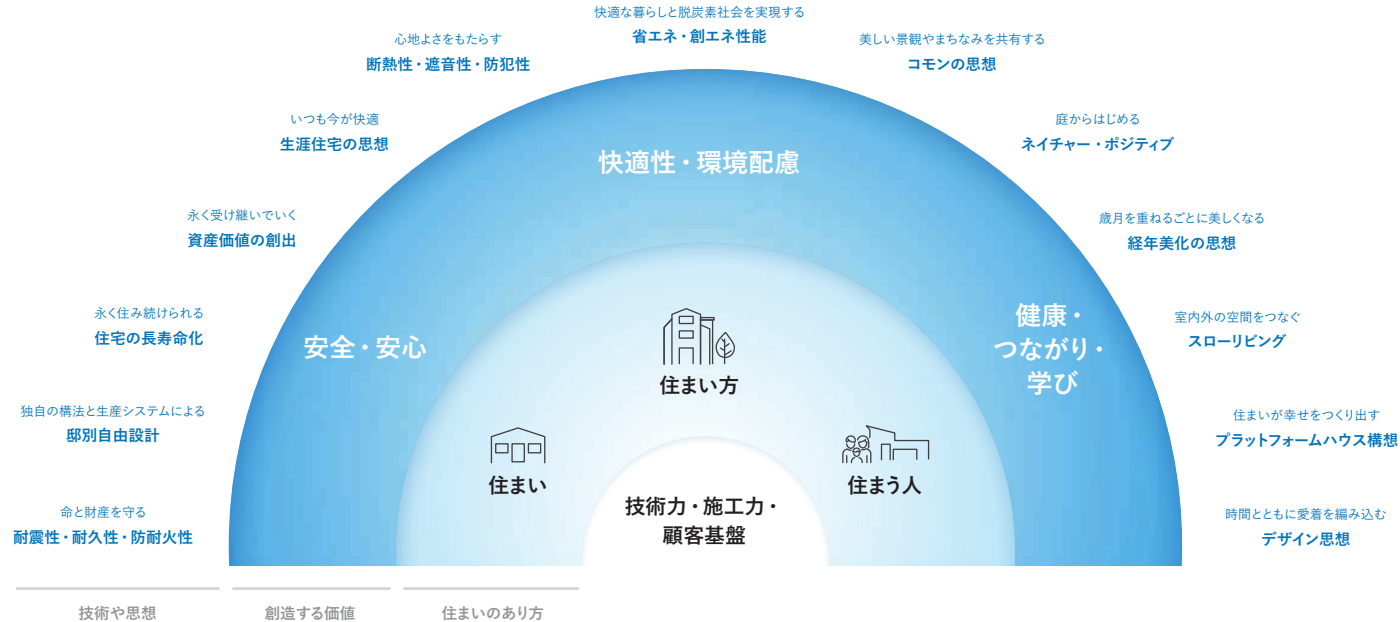 快適な暮らしと脱炭素社会を実現する
省エネ・創エネ性能
心地よさをもたらす
断熱性・遮音性・防犯性
美しい景観やまちなみを共有する
コモンの思想
いつも今が快適
生涯住宅の思想
庭からはじめる
ネイチャー・ポジティブ
快適性・環境配慮
永く受け継いでいく
資産価値の創出
歳月を重ねるごとに美しくなる
経年美化の思想
永く住み続けられる
住宅の長寿命化
安全・安心
健康・
つながり・
学び
室内外の空間をつなぐ
スローリビング
住まい方
独自の構法と生産システムによる
邸別自由設計
住まいが幸せをつくり出す
プラットフォームハウス構想
住まい
住まう人
技術力・施工力・
顧客基盤
命と財産を守る
耐震性・耐久性・防耐火性
時間とともに愛着を編み込む
デザイン思想
技術や思想
創造する価値
住まいのあり方